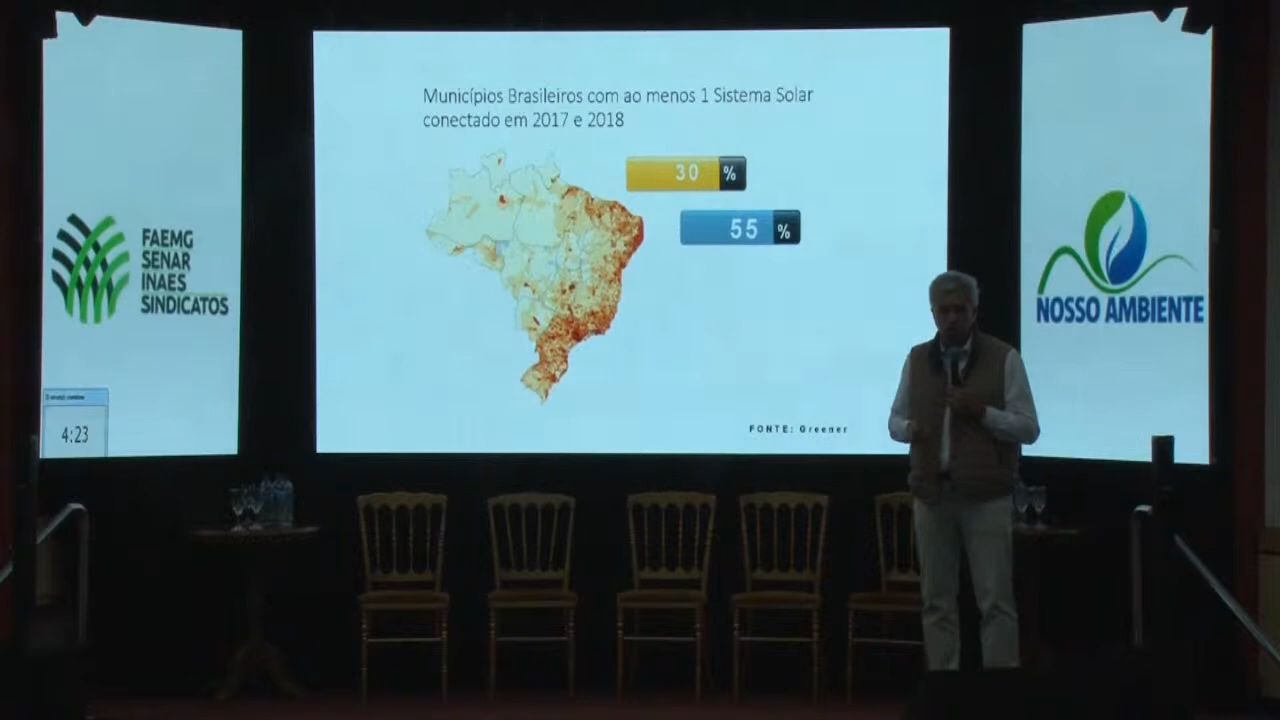 Municípios Brasileiros com ao menos 1 Sistema Solar
conectado em 2017 e 2018
30 %
55 %
FONTE: Greener
FAEMG
SENAR
INAES
SINDICATOS
4:23
NOSSO AMBIENTE